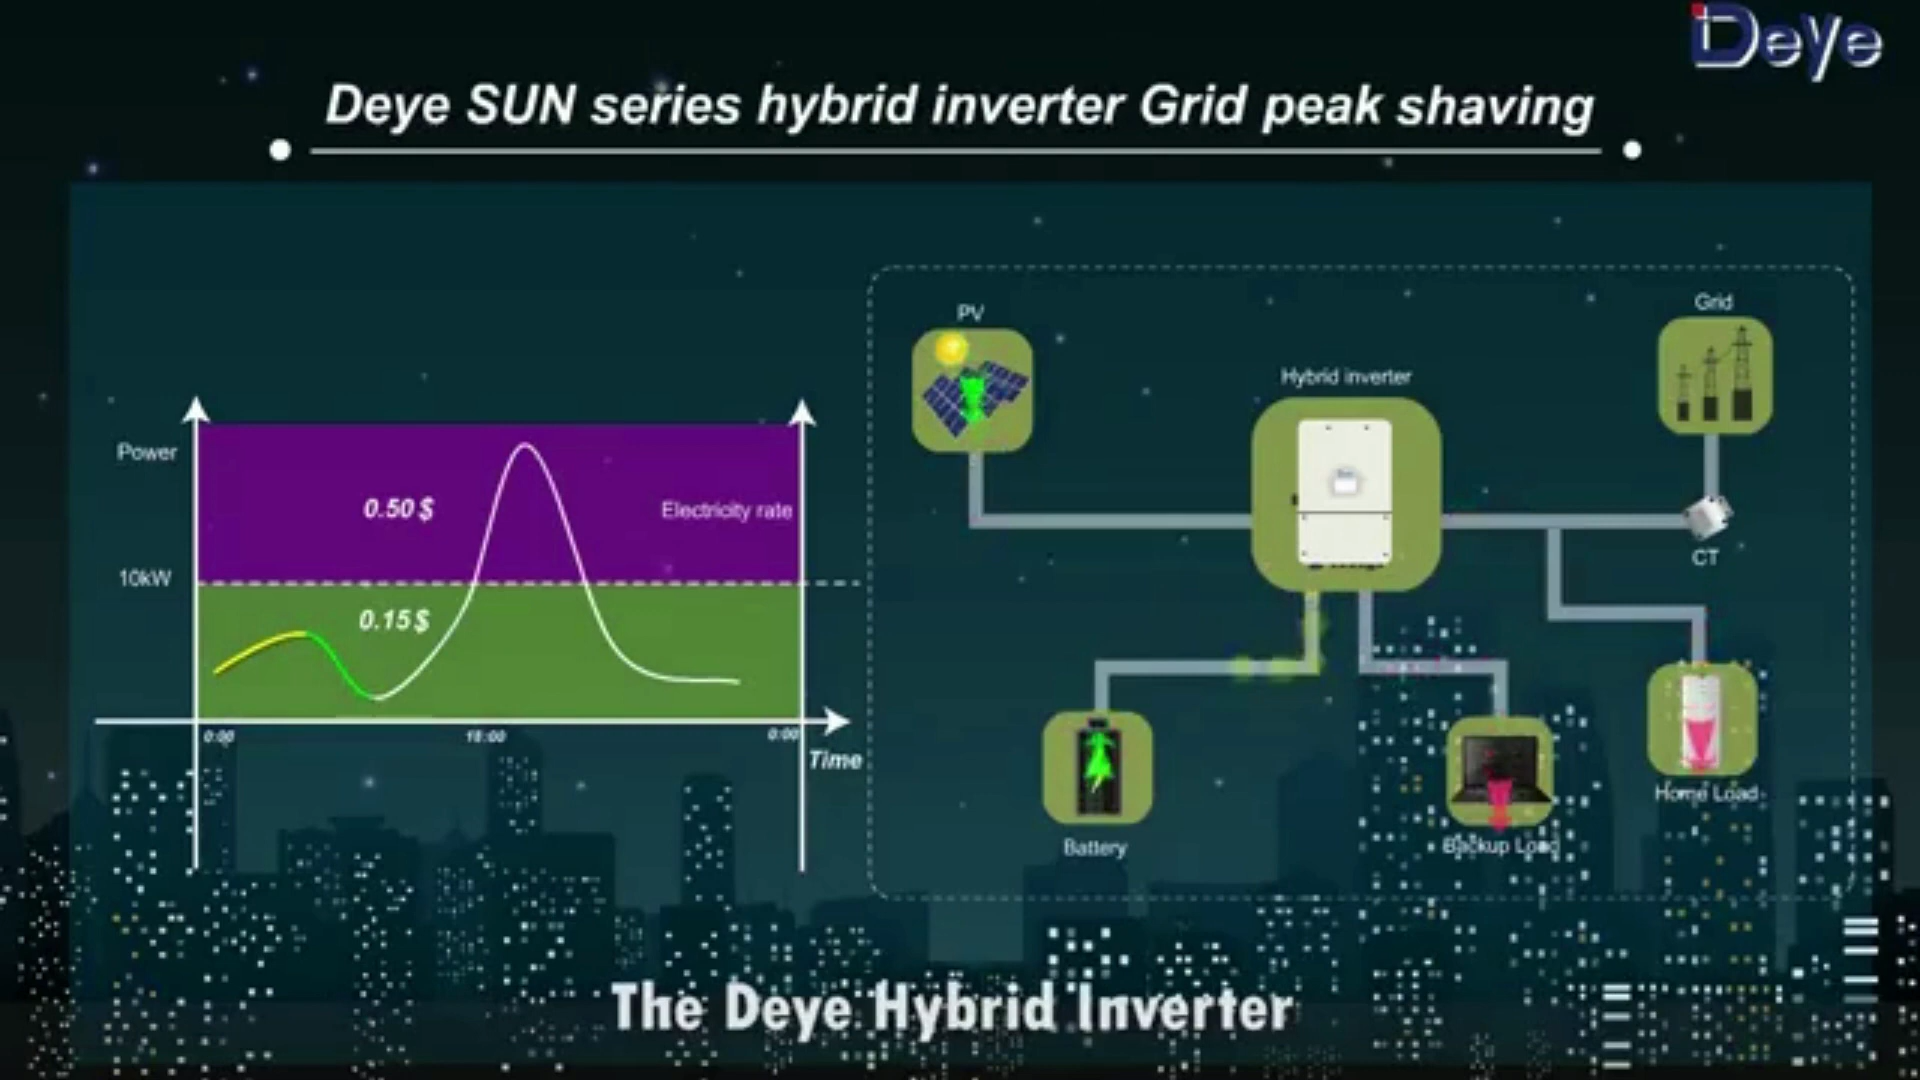 Deye
Deye SUN series hybrid inverter Grid peak shaving
Power
0.50 $
Electricity rate
10kW
0.15 $
0:00
18:00
0:00
Time
PV
Hybrid inverter
Grid
CT
Battery
Backup Load
Home Load
The Deye Hybrid Inverter